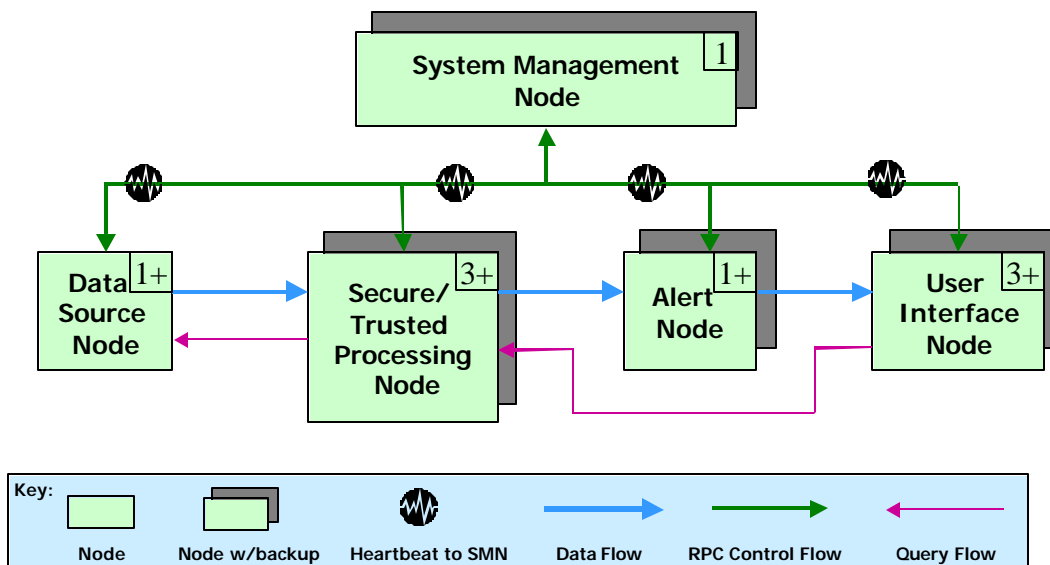 System Management
Node
1
Data
Source
Node
1+
Secure/
Trusted
Processing
Node
3+
Alert
Node
1+
User
Interface
Node
3+
Key:
Node
Node w/backup
Heartbeat to SMN
Data Flow
RPC Control Flow
Query Flow